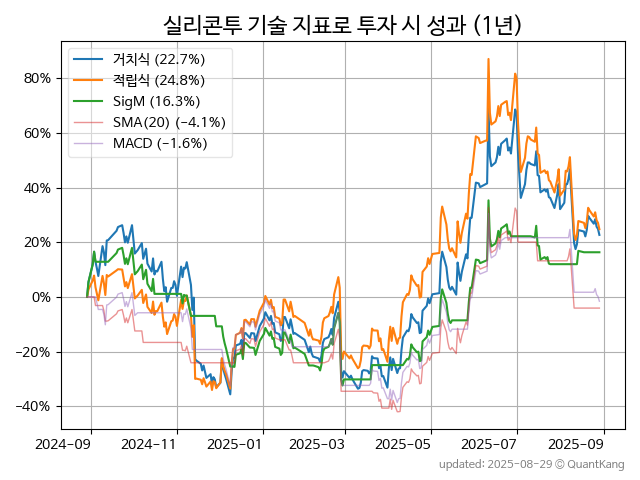 실리콘투 기술 지표로 투자 시 성과 (1년)
거치식 (22.7%)
적립식 (24.8%)
SigM (16.3%)
SMA(20) (−4.1%)
MACD (−1.6%)
80%
60%
40%
20%
0%
−20%
−40%
2024-09 2024-11 2025-01 2025-03 2025-05 2025-07 2025-09
updated: 2025-08-29 © QuantKang